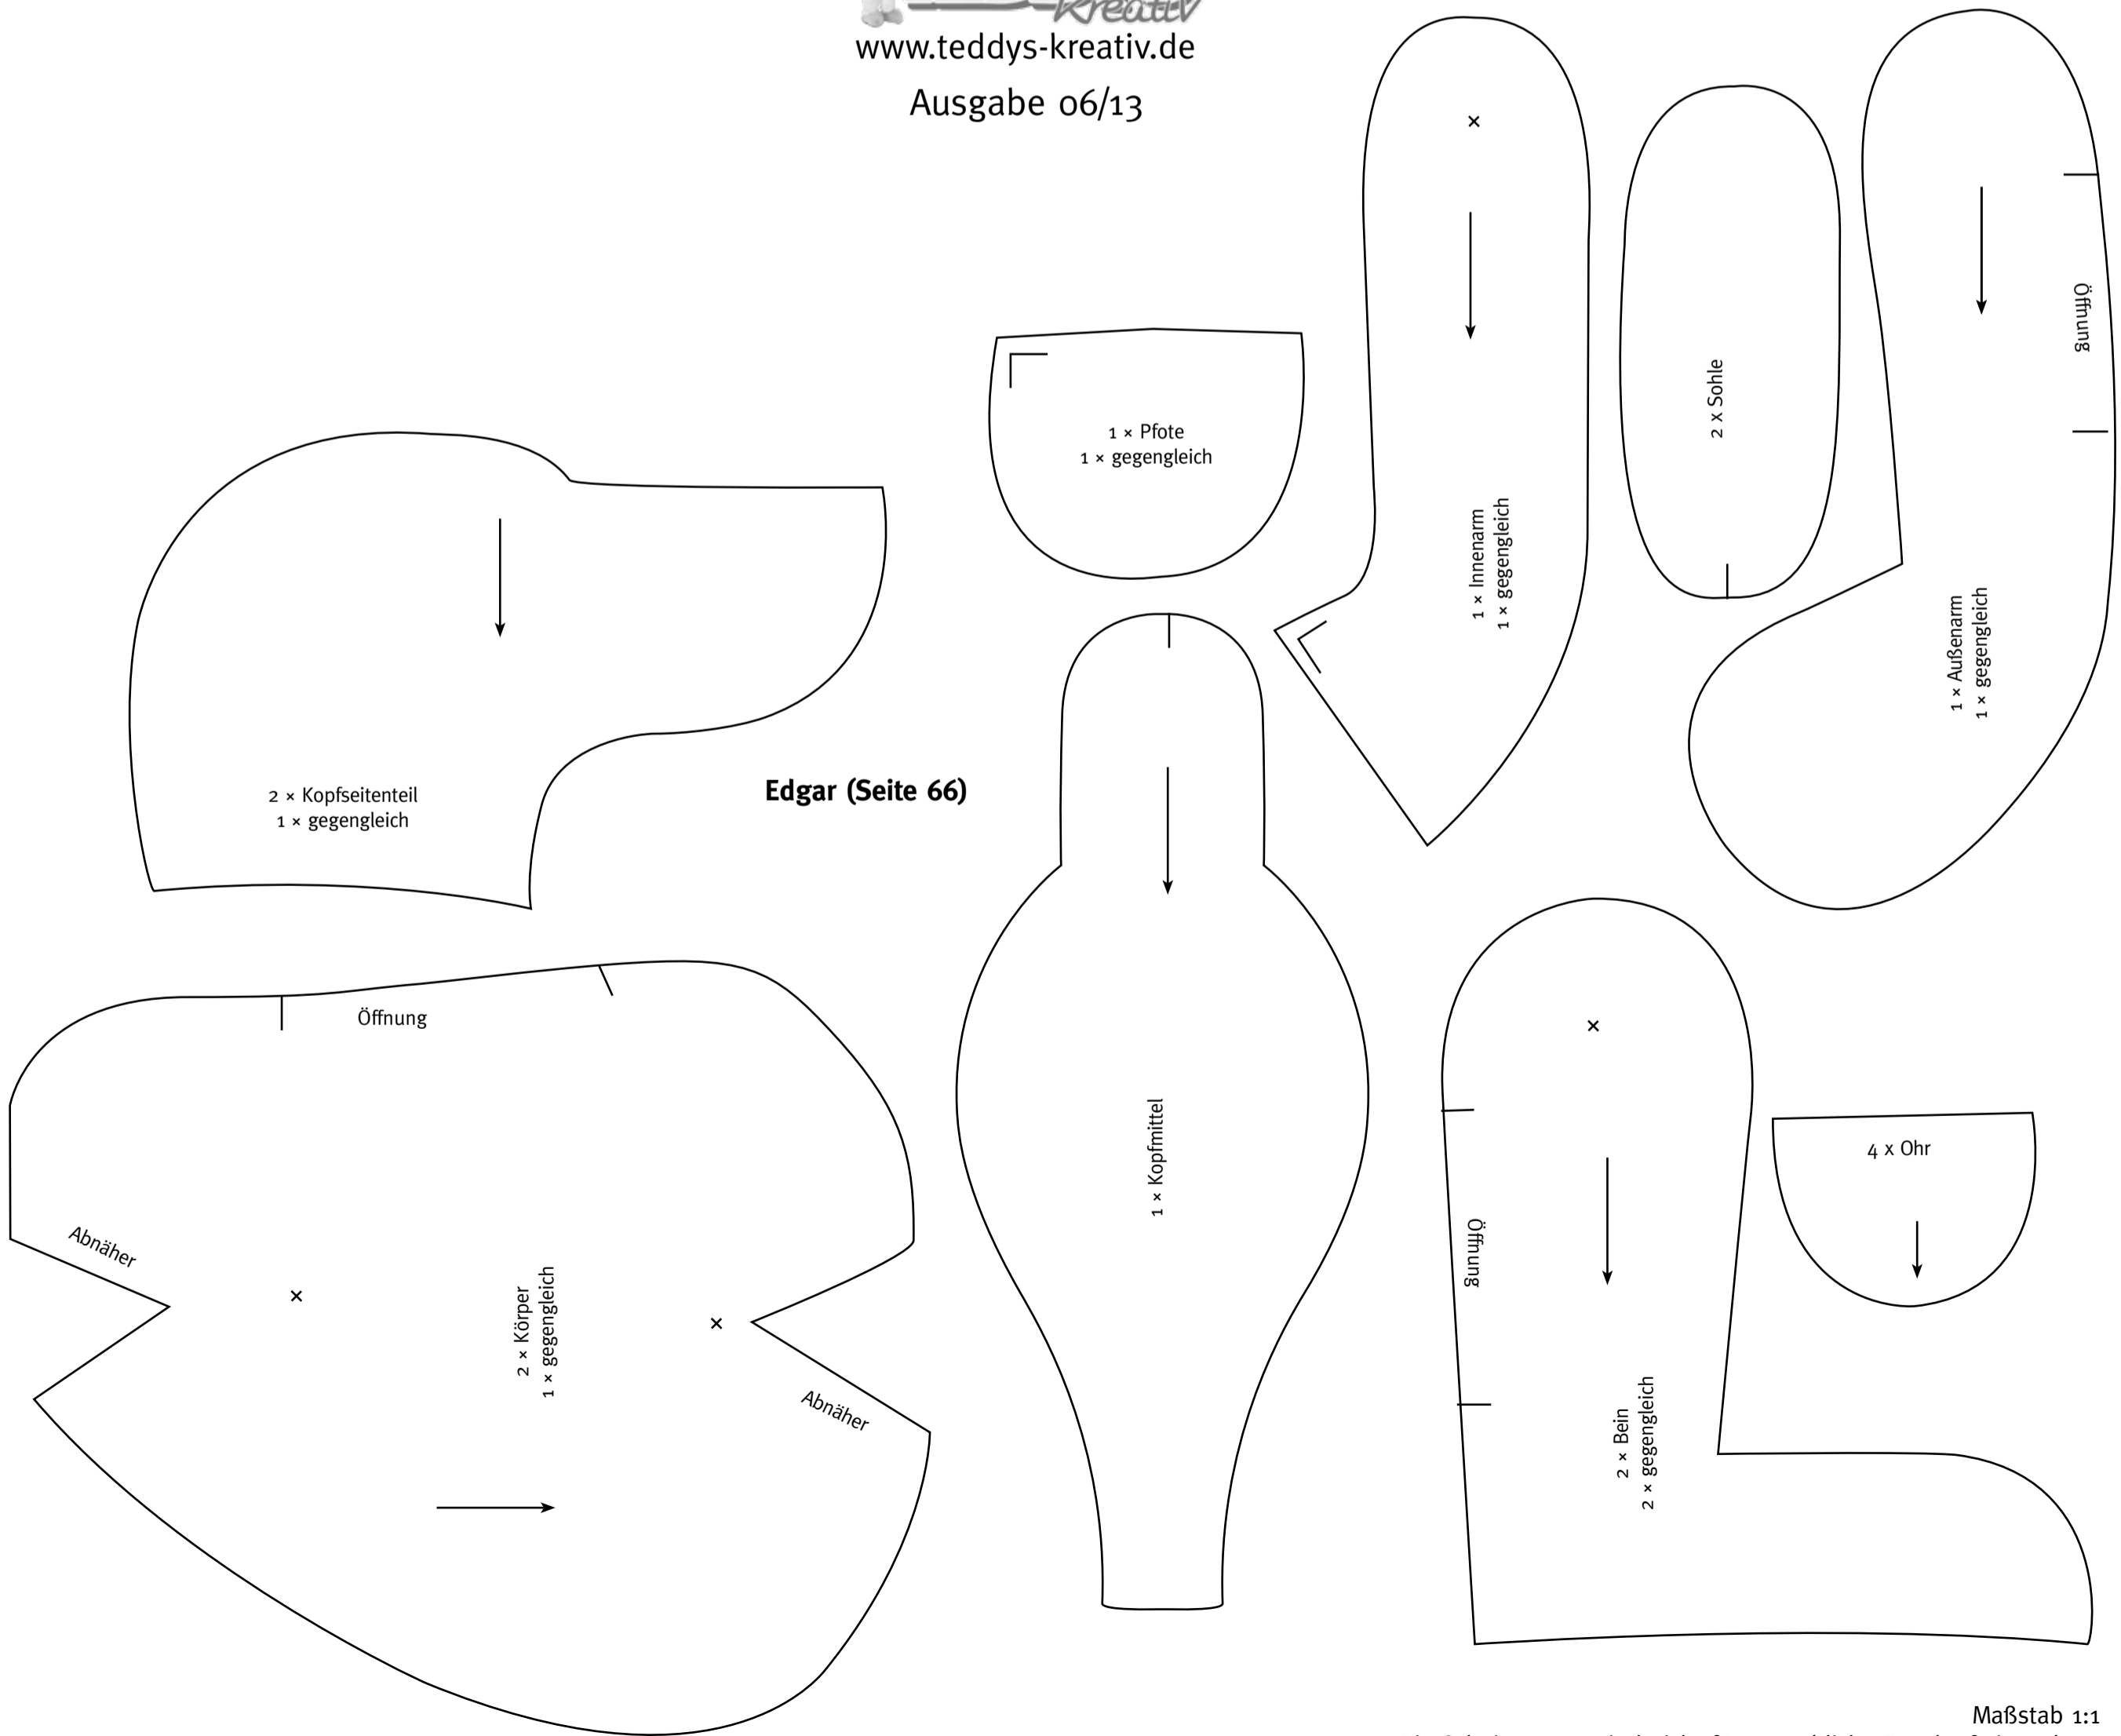 Kreativ
www.teddys-kreativ.de
Ausgabe 06/13
1 × Pfote
1 × gegengleich
1 × Innenarm
1 × gegengleich
2 x Sohle
Öffnung
1 × Außenarm
1 × gegengleich
2 × Kopfseitenteil
1 × gegengleich
Edgar (Seite 66)
Öffnung
Abnäher
2 × Körper
1 × gegengleich
Abnäher
1 × Kopfmittel
Öffnung
2 × Bein
2 × gegengleich
4 x Ohr
Maßstab 1:1